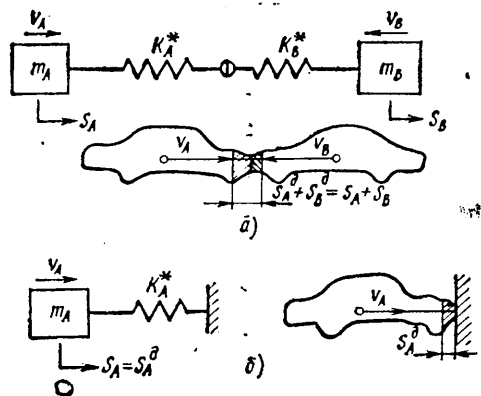 V_A K_A^* K_B^* V_B
m_A m_B
S_A S_B
V_A V_B
S_A^д + S_B^д = S_A + S_B
а)
V_A K_A^* V_A
m_A
S_A = S_A^д б) S_A^д